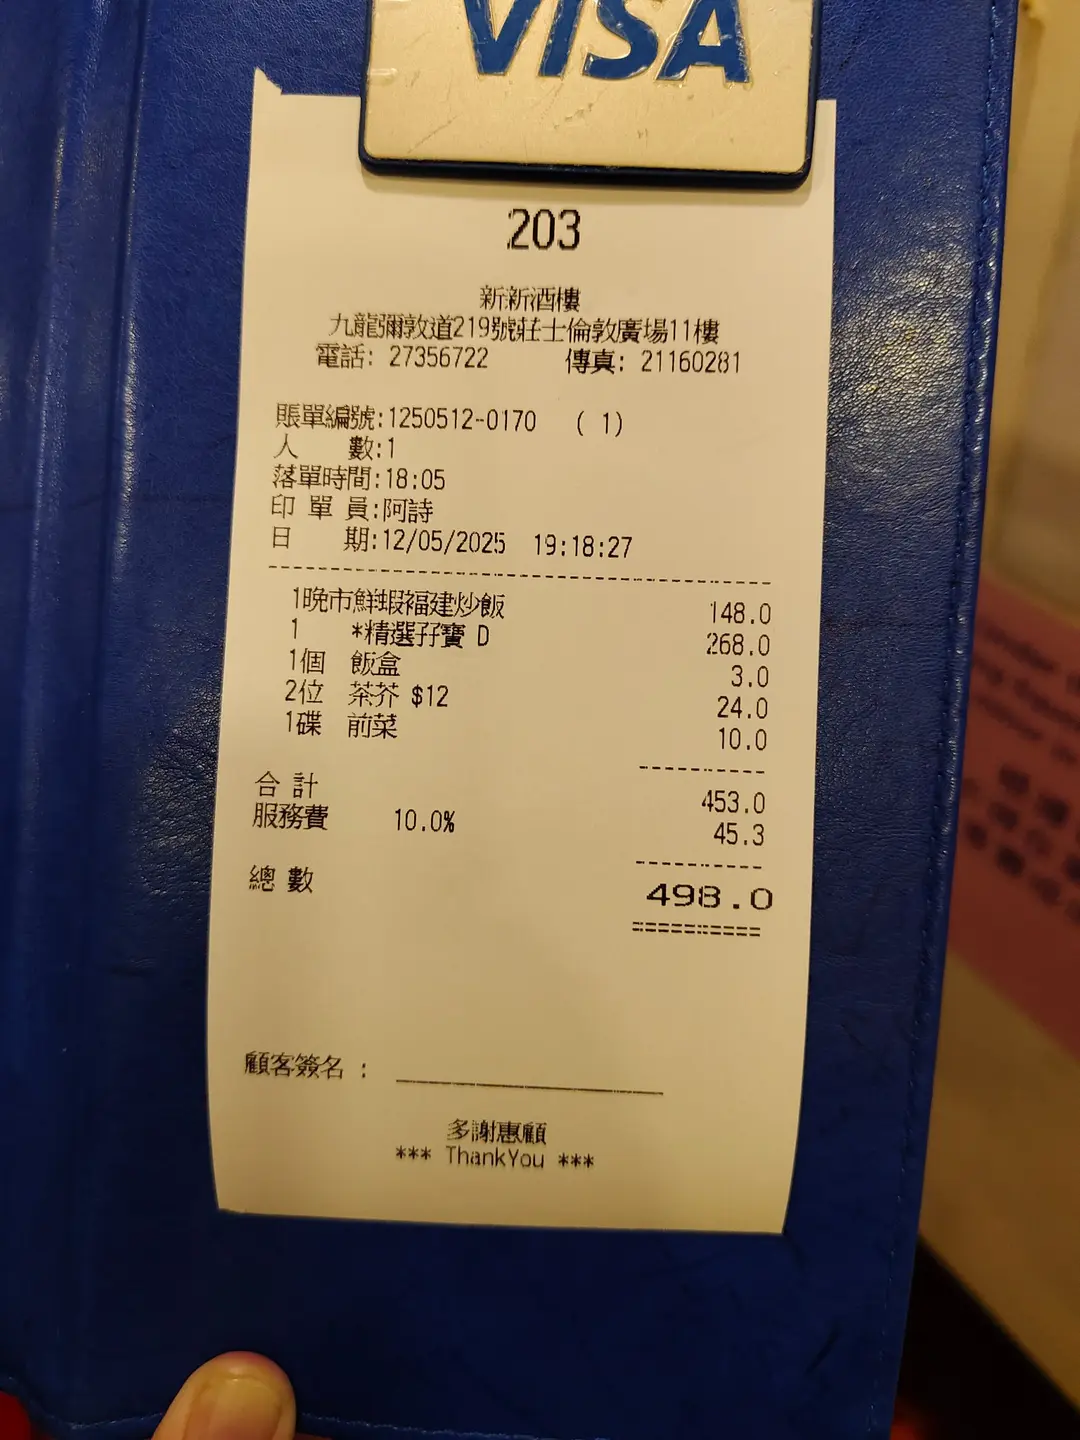 VISA
203
新新酒樓
九龍彌敦道219號莊士倫敦廣場11樓
電話: 27356722 傳真: 21160281
賬單編號:1250512-0170 ( 1)
人 數:1
落單時間:18:05
印 單 員:阿詩
日 期:12/05/2025 19:18:27
1晚市鮮蝦福建炒飯 148.0
1 *精選孖寶 D 268.0
1個 飯盒 3.0
2位 茶芥 $12 24.0
1碟 前菜 10.0
合 計 453.0
服務費 10.0% 45.3
總 數 498.0
顧客簽名 :
多謝惠顧
*** ThankYou ***